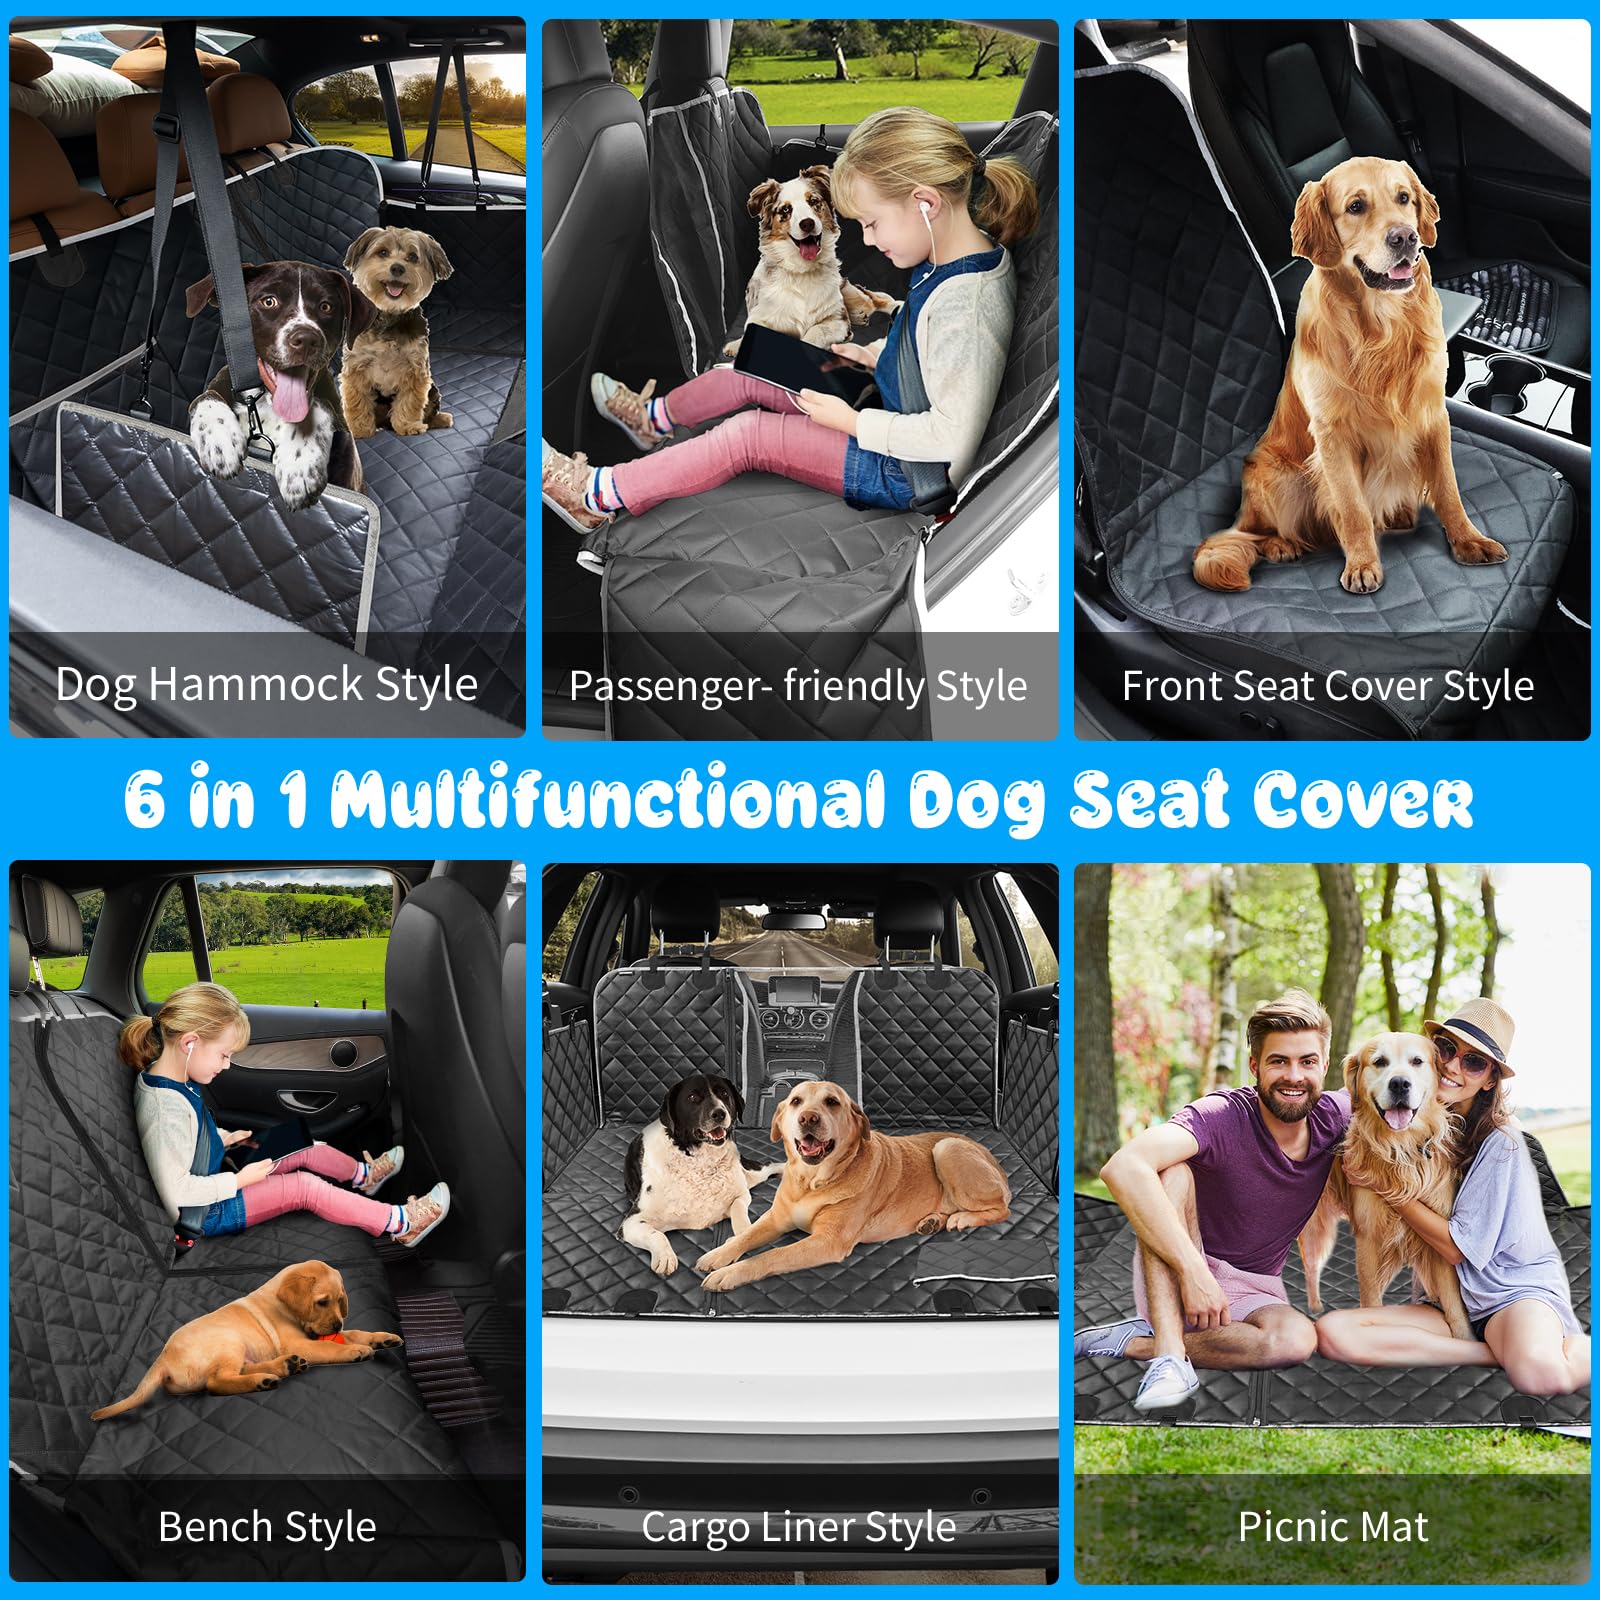 Dog Hammock Style
Passenger- friendly Style
Front Seat Cover Style
6 in 1 Multifunctional Dog Seat Cover
Bench Style
Cargo Liner Style
Picnic Mat